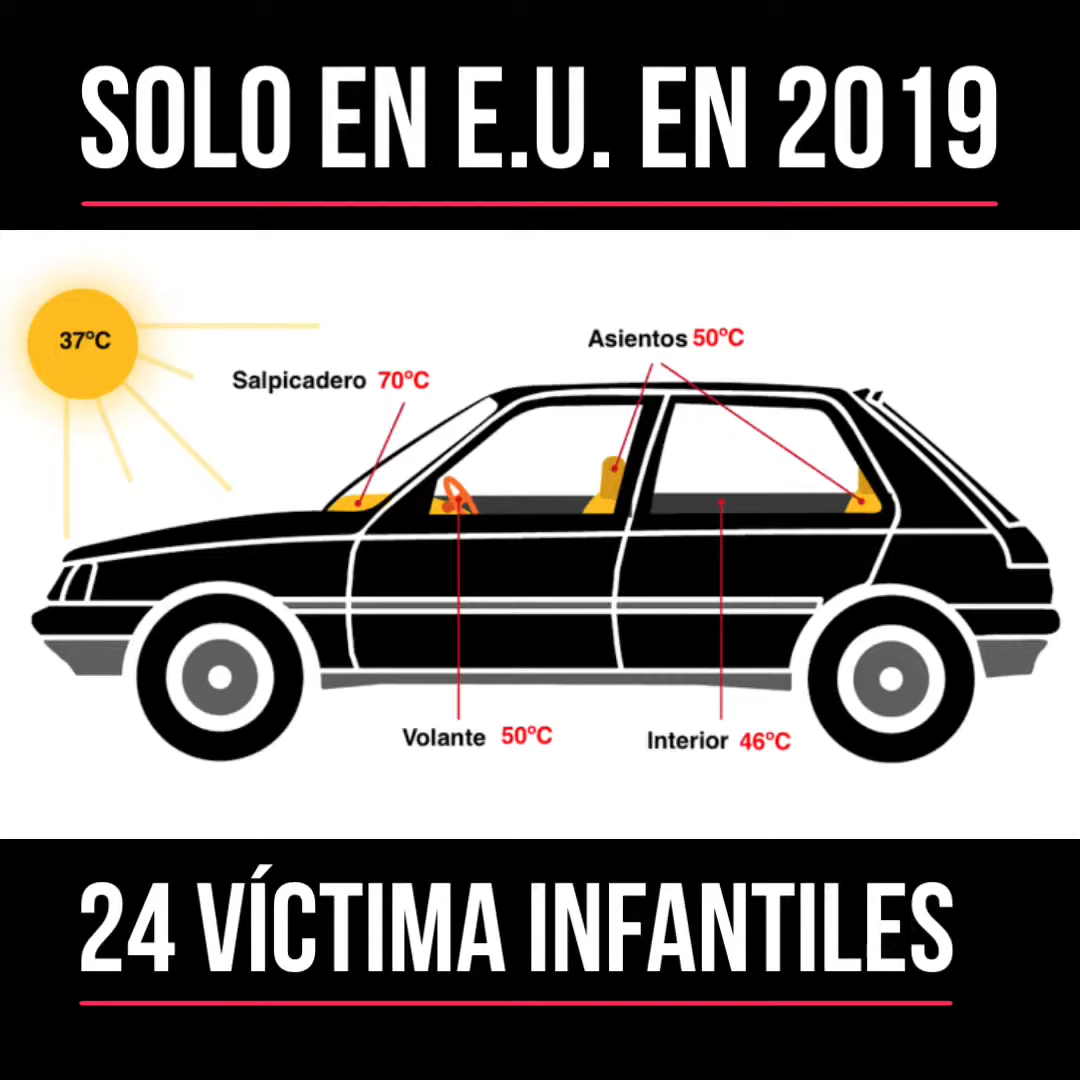 SOLO EN E.U. EN 2019
37ºC
Asientos 50ºC
Salpicadero 70ºC
Volante 50ºC
Interior 46ºC
24 VÍCTIMA INFANTILES